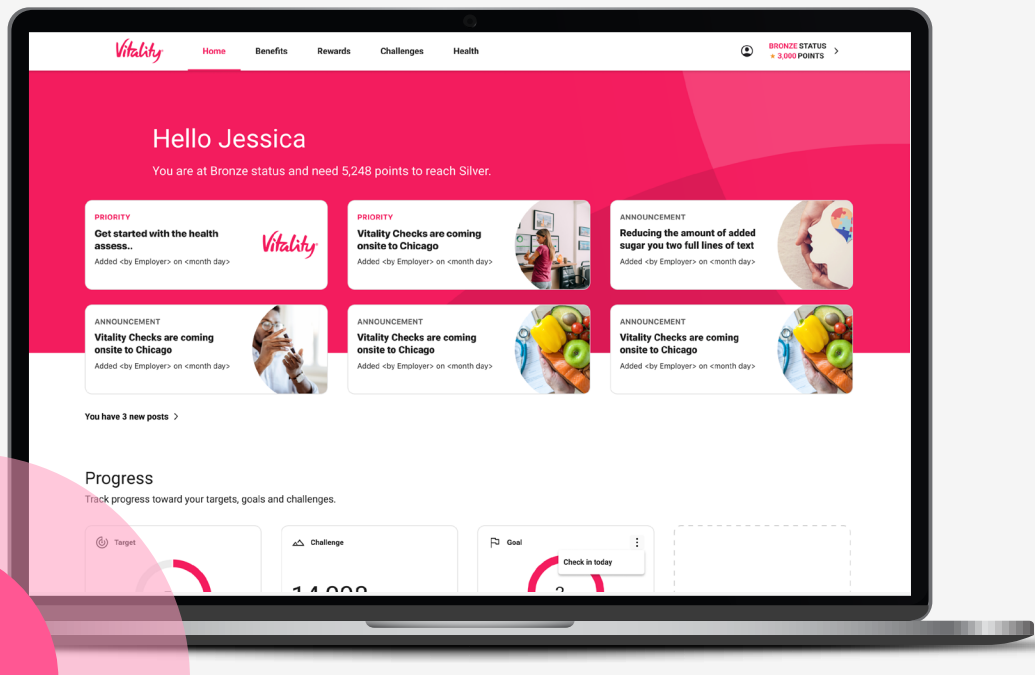 Vitality
Home
Benefits
Rewards
Challenges
Health
BRONZE STATUS
3,000 POINTS
Hello Jessica
You are at Bronze status and need 5,248 points to reach Silver.
PRIORITY
Get started with the health
assess..
Added <by Employer> on <month day>
Vitality
PRIORITY
Vitality Checks are coming
onsite to Chicago
Added <by Employer> on <month day>
ANNOUNCEMENT
Reducing the amount of added
sugar you two full lines of text
Added <by Employer> on <month day>
ANNOUNCEMENT
Vitality Checks are coming
onsite to Chicago
Added <by Employer> on <month day>
ANNOUNCEMENT
Vitality Checks are coming
onsite to Chicago
Added <by Employer> on <month day>
ANNOUNCEMENT
Vitality Checks are coming
onsite to Chicago
Added <by Employer> on <month day>
You have 3 new posts >
Progress
Track progress toward your targets, goals and challenges.
Target
Challenge
Goal
Check in today